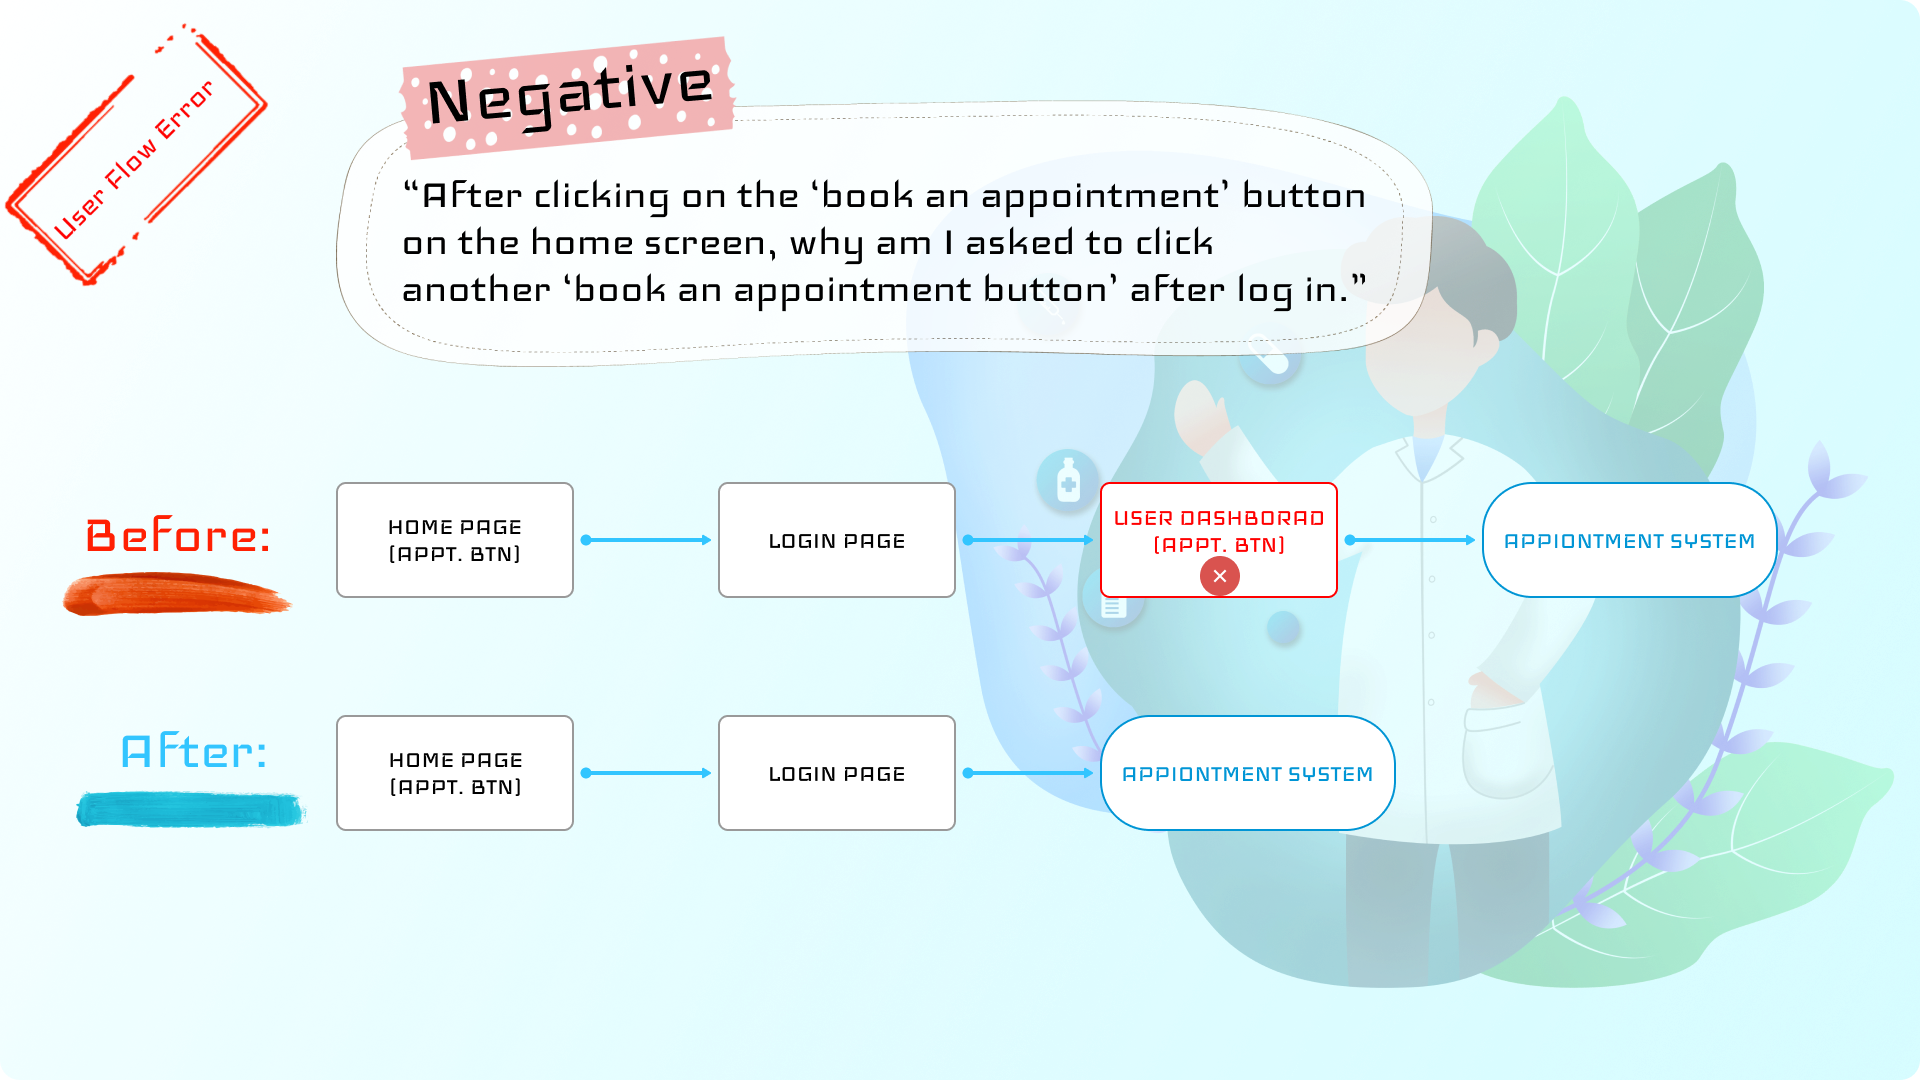 User Flow Error
Negative
“After clicking on the ‘book an appointment’ button
on the home screen, why am I asked to click
another ‘book an appointment button’ after log in.”
Before:
HOME PAGE
(APPT. BTN)
LOGIN PAGE
USER DASHBORAD
(APPT. BTN)
APPIONTMENT SYSTEM
After:
HOME PAGE
(APPT. BTN)
LOGIN PAGE
APPIONTMENT SYSTEM